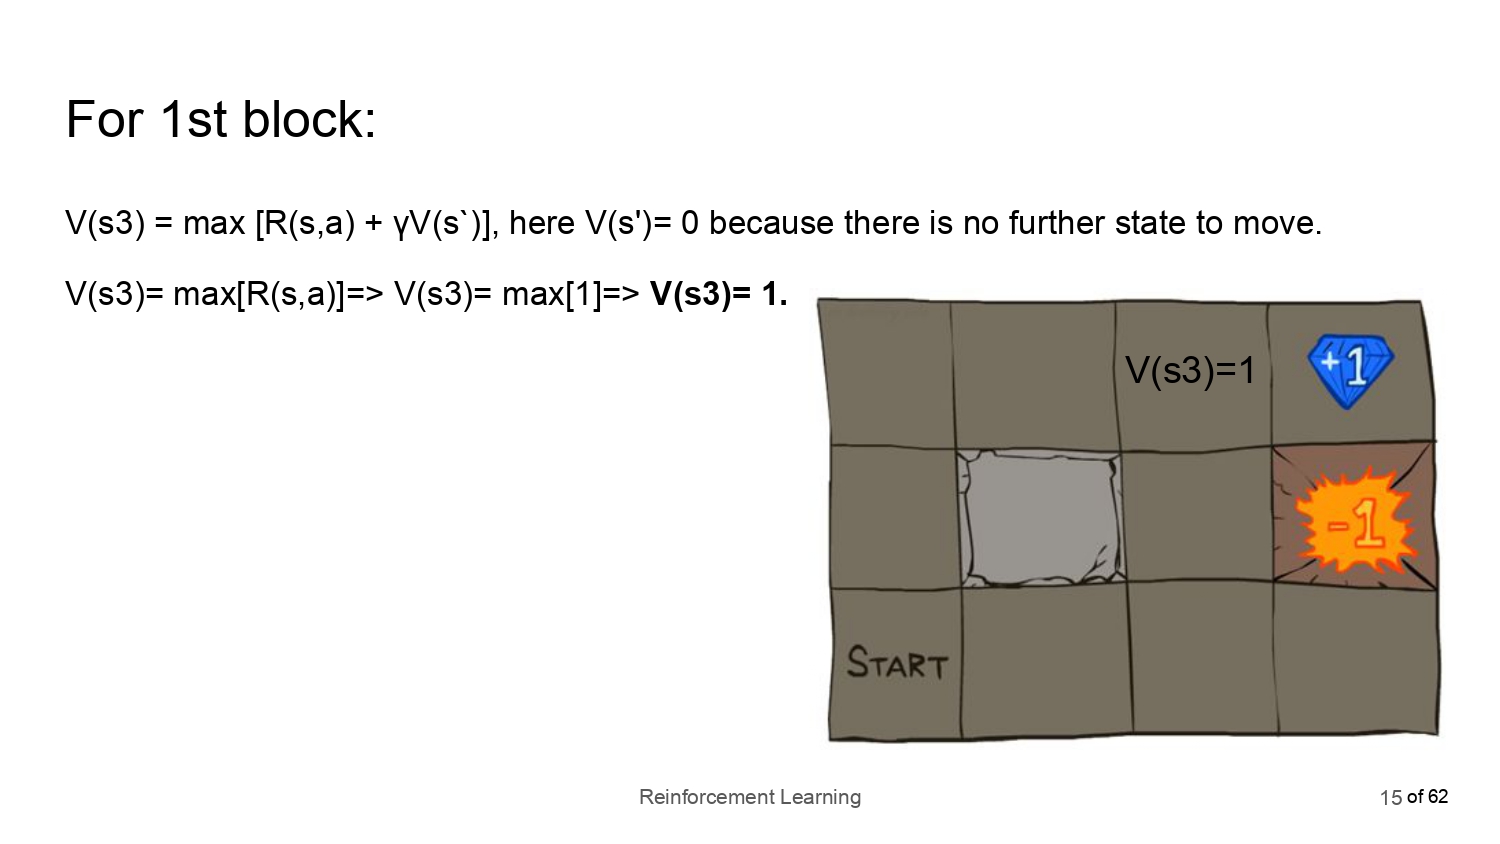 For 1st block:
V(s3) = max [R(s,a) + γV(s`)], here V(s')= 0 because there is no further state to move.
V(s3)= max[R(s,a)]=> V(s3)= max[1]=> V(s3)= 1.
V(s3)=1
+1
-1
START
Reinforcement Learning
15 of 62